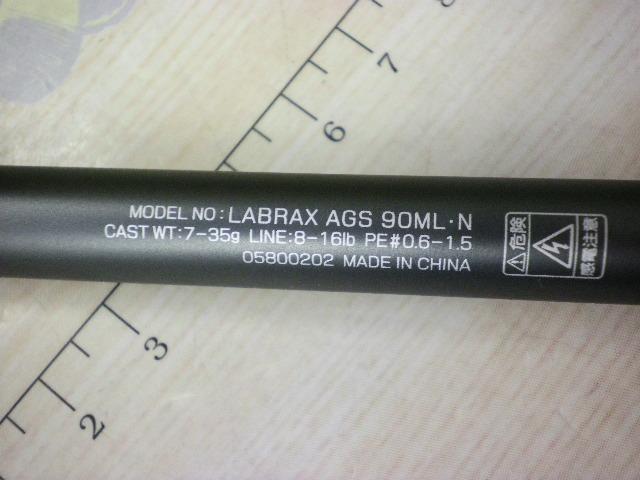 8
7
6
MODEL NO:LABRAX AGS 90ML·N
CAST WT:7-35g LINE:8-16lb PE#0.6-1.5
05800202 MADE IN CHINA
危険
感電注意
3
2